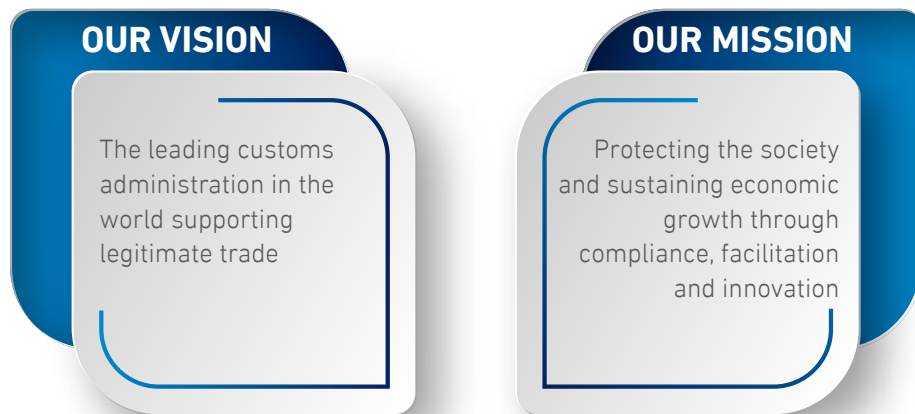 OUR VISION
The leading customs
administration in the
world supporting
legitimate trade
OUR MISSION
Protecting the society
and sustaining economic
growth through
compliance, facilitation
and innovation